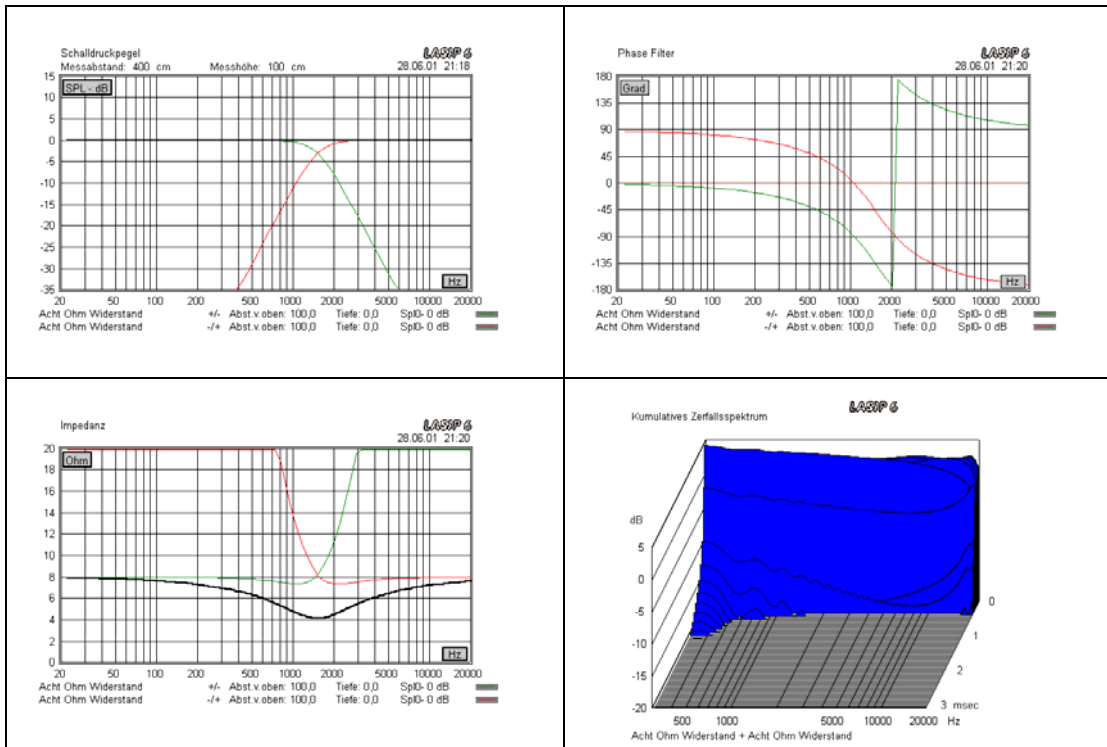 Schalldruckpegel LASIP 6
Messabstand: 400 cm Messhöhe: 100 cm 28.06.01 21:18
15
SPL - dB
10
5
0
-5
-10
-15
-20
-25
-30
-35
Hz
20 50 100 200 500 1000 2000 5000 10000 20000
Acht Ohm Widerstand +/- Abst.v.oben: 100,0 Tiefe: 0,0 Spl0- 0 dB
Acht Ohm Widerstand -/+ Abst.v.oben: 100,0 Tiefe: 0,0 Spl0- 0 dB
Phase Filter LASIP 6
28.06.01 21:20
180
Grad
135
90
45
0
-45
-90
-135
-180
Hz
20 50 100 200 500 1000 2000 5000 10000 20000
Acht Ohm Widerstand +/- Abst.v.oben: 100,0 Tiefe: 0,0 Spl0- 0 dB
Acht Ohm Widerstand -/+ Abst.v.oben: 100,0 Tiefe: 0,0 Spl0- 0 dB
Impedanz LASIP 6
28.06.01 21:20
20
Ohm
18
16
14
12
10
8
6
4
2
0
Hz
20 50 100 200 500 1000 2000 5000 10000 20000
Acht Ohm Widerstand +/- Abst.v.oben: 100,0 Tiefe: 0,0 Spl0- 0 dB
Acht Ohm Widerstand -/+ Abst.v.oben: 100,0 Tiefe: 0,0 Spl0- 0 dB
LASIP 6
Kumulatives Zerfallsspektrum
dB
5
0
-5
-10
-15
-20
0
1
2
3 msec
500 1000 5000 10000 20000 Hz
Acht Ohm Widerstand + Acht Ohm Widerstand